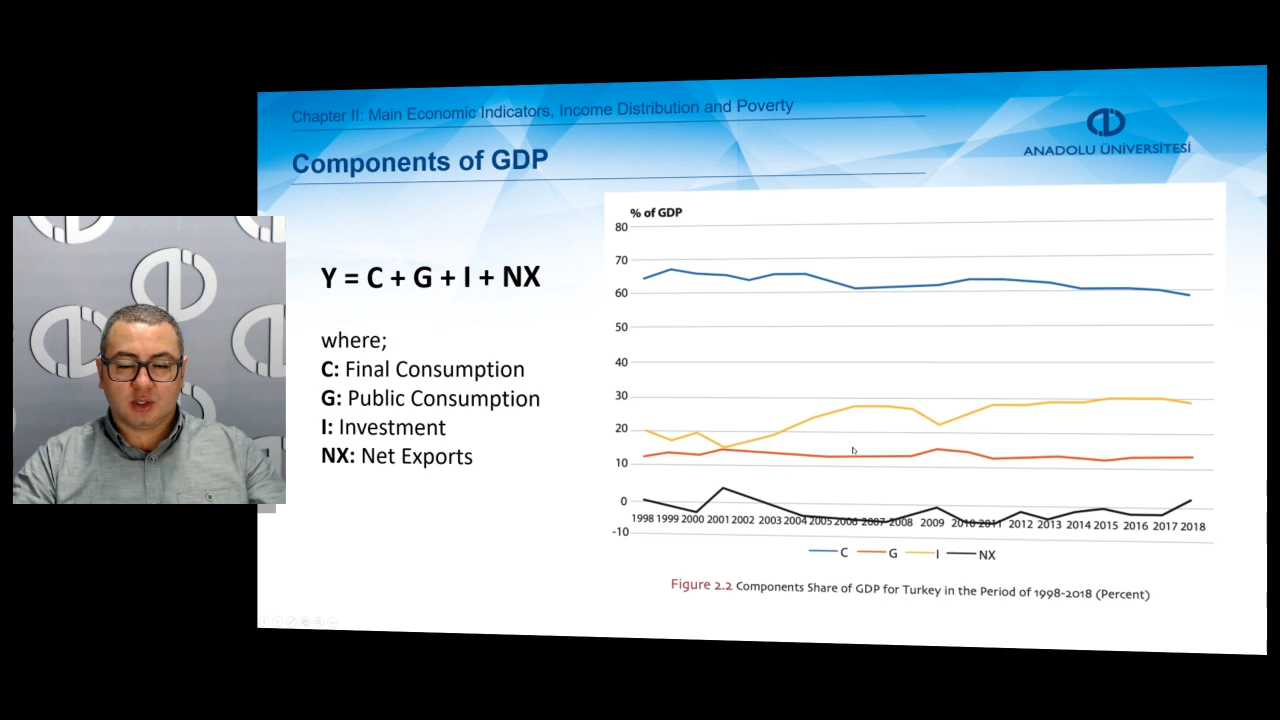 Chapter II: Main Economic Indicators, Income Distribution and Poverty
ANADOLU ÜNİVERSİTESİ
Components of GDP
Y = C + G + I + NX
where;
C: Final Consumption
G: Public Consumption
I: Investment
NX: Net Exports
% of GDP
80
70
60
50
40
30
20
10
0
-10
1998 1999 2000 2001 2002 2003 2004 2005 2006 2007 2008 2009 2010 2011 2012 2013 2014 2015 2016 2017 2018
C G I NX
Figure 2.2 Components Share of GDP for Turkey in the Period of 1998-2018 (Percent)